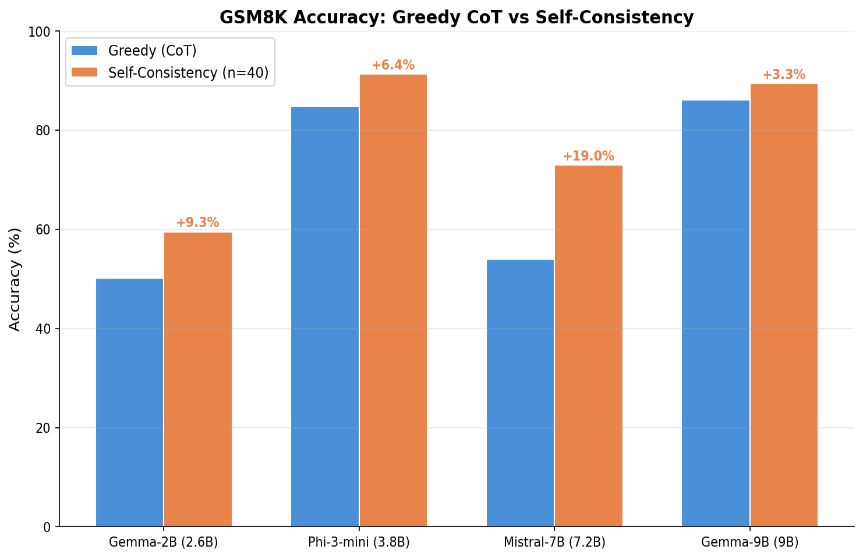 GSM8K Accuracy: Greedy CoT vs Self-Consistency
Greedy (CoT)
Self-Consistency (n=40)
Accuracy (%)
100
80
60
40
20
0
+9.3%
+6.4%
+19.0%
+3.3%
Gemma-2B (2.6B)
Phi-3-mini (3.8B)
Mistral-7B (7.2B)
Gemma-9B (9B)